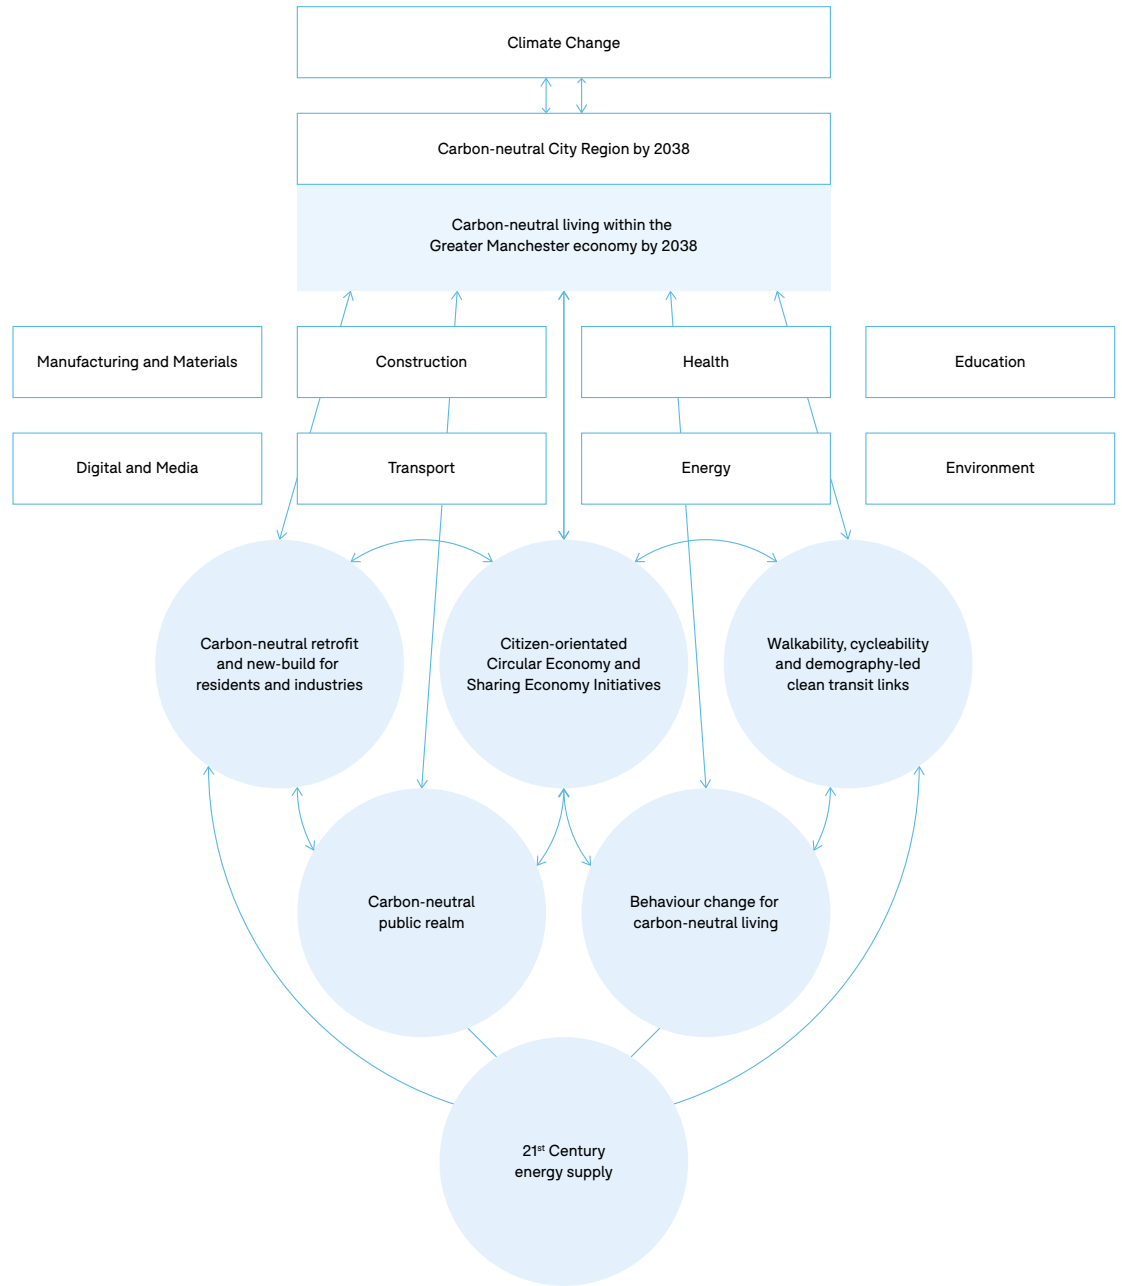 Climate Change
Carbon-neutral City Region by 2038
Carbon-neutral living within the
Greater Manchester economy by 2038
Manufacturing and Materials
Construction
Health
Education
Digital and Media
Transport
Energy
Environment
Carbon-neutral retrofit
and new-build for
residents and industries
Citizen-orientated
Circular Economy and
Sharing Economy Initiatives
Walkability, cycleability
and demography-led
clean transit links
Carbon-neutral
public realm
Behaviour change for
carbon-neutral living
21st Century
energy supply